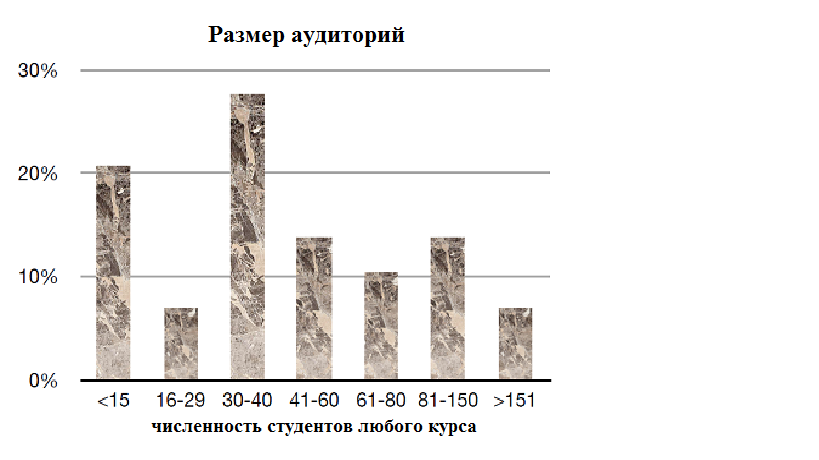 Размер аудиторий
30%
20%
10%
0%
<15 16-29 30-40 41-60 61-80 81-150 >151
численность студентов любого курса